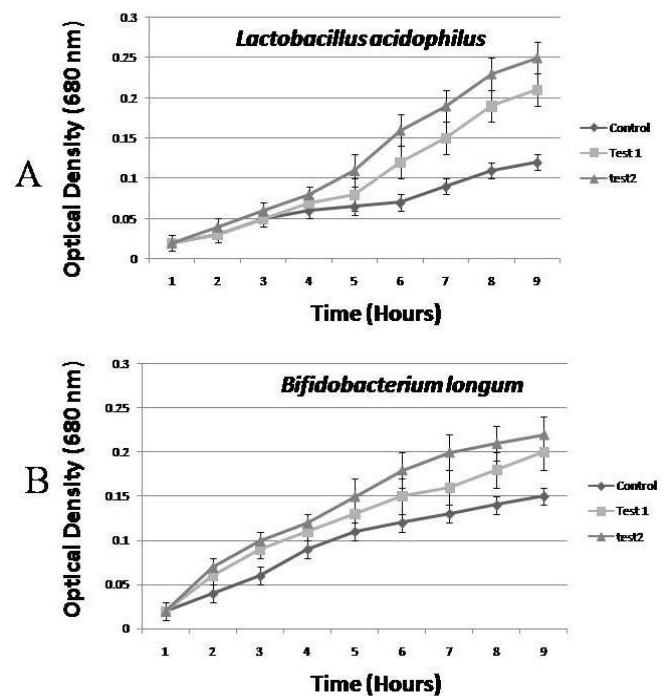 A
Lactobacillus acidophilus
Optical Density (680 nm)
0.3
0.25
0.2
0.15
0.1
0.05
0
1 2 3 4 5 6 7 8 9
Time (Hours)
Control
Test 1
test2
B
Bifidobacterium longum
Optical Density (680 nm)
0.3
0.25
0.2
0.15
0.1
0.05
0
1 2 3 4 5 6 7 8 9
Time (Hours)
Control
Test 1
test2